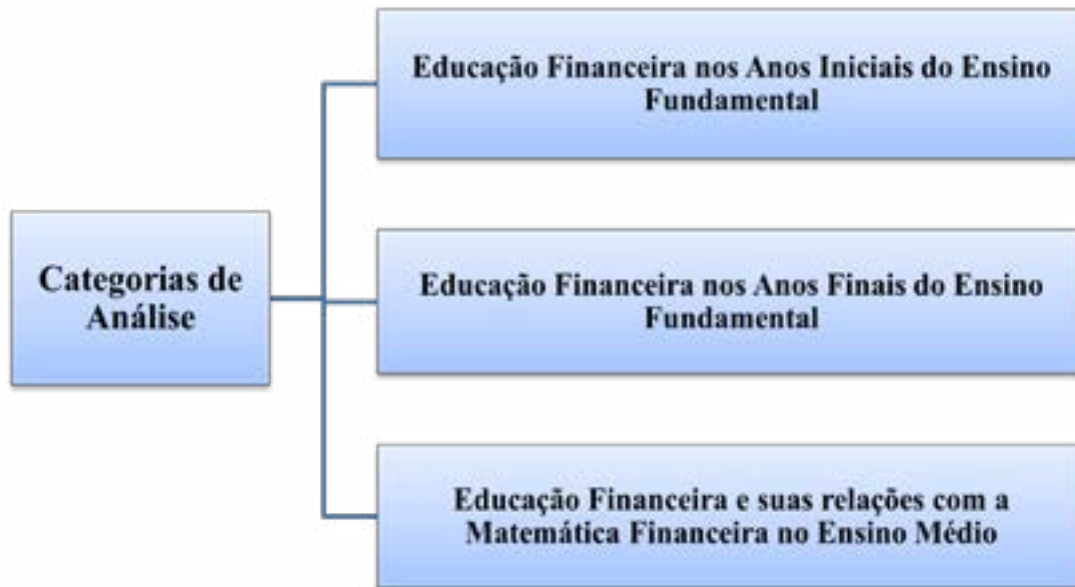 Educação Financeira nos Anos Iniciais do Ensino
Fundamental
Categorias de
Análise
Educação Financeira nos Anos Finais do Ensino
Fundamental
Educação Financeira e suas relações com a
Matemática Financeira no Ensino Médio